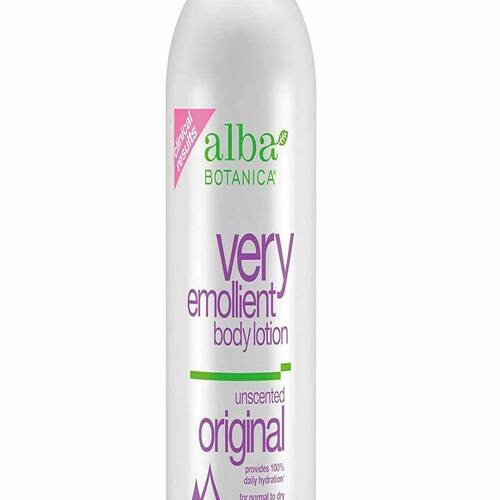 clinical
results
alba
BOTANICA®
very
emollient
body lotion
unscented
original
provides 100%
daily hydration*
for normal to dry